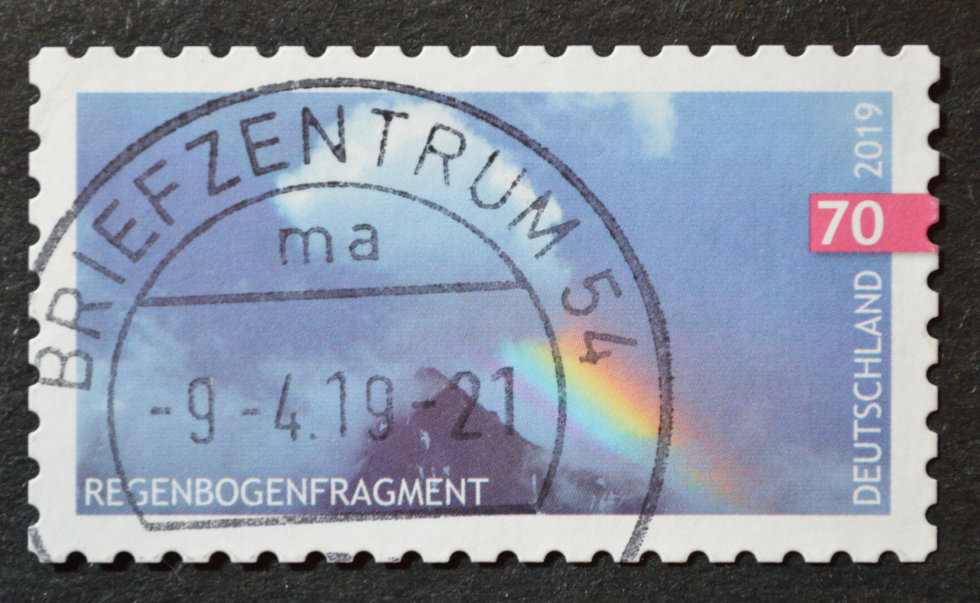 BRIEFZENTRUM 54
ma
-9-4.19-21
REGENBOGENFRAGMENT
DEUTSCHLAND
70
2019